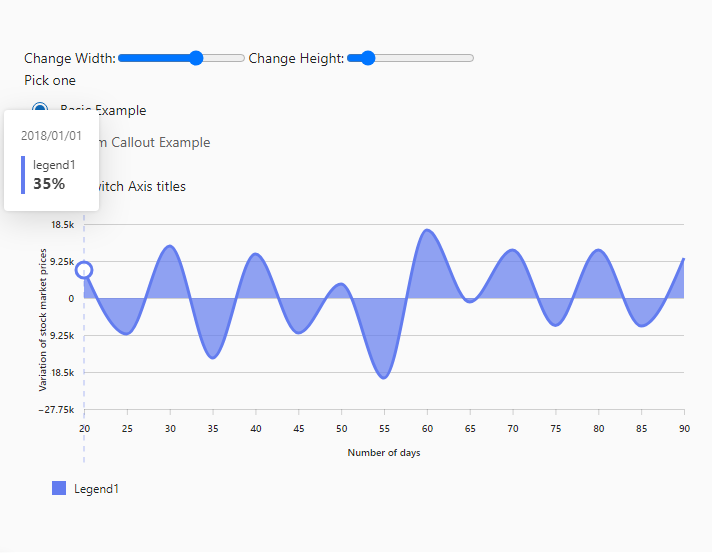 Change Width: Change Height:
Pick one
Basic Example
2018/01/01
m Callout Example
legend1
35%
witch Axis titles
Variation of stock market prices
18.5k
9.25k
0
9.25k
18.5k
−27.75k
20 25 30 35 40 45 50 55 60 65 70 75 80 85 90
Number of days
Legend1